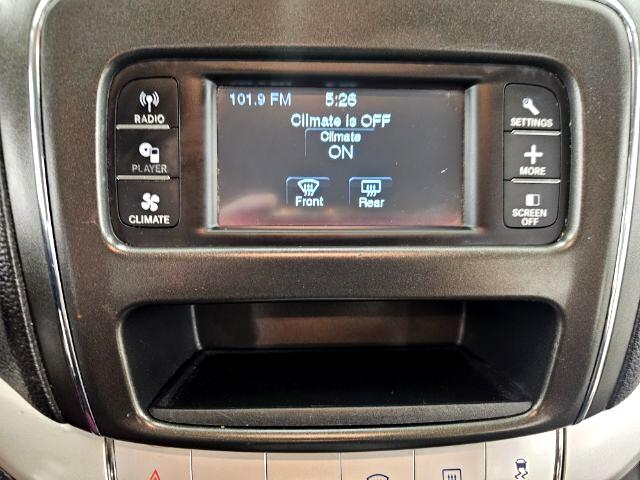 101.9 FM 5:26
Climate is OFF
Climate
ON
Front Rear
RADIO
PLAYER
CLIMATE
SETTINGS
MORE
SCREEN
OFF